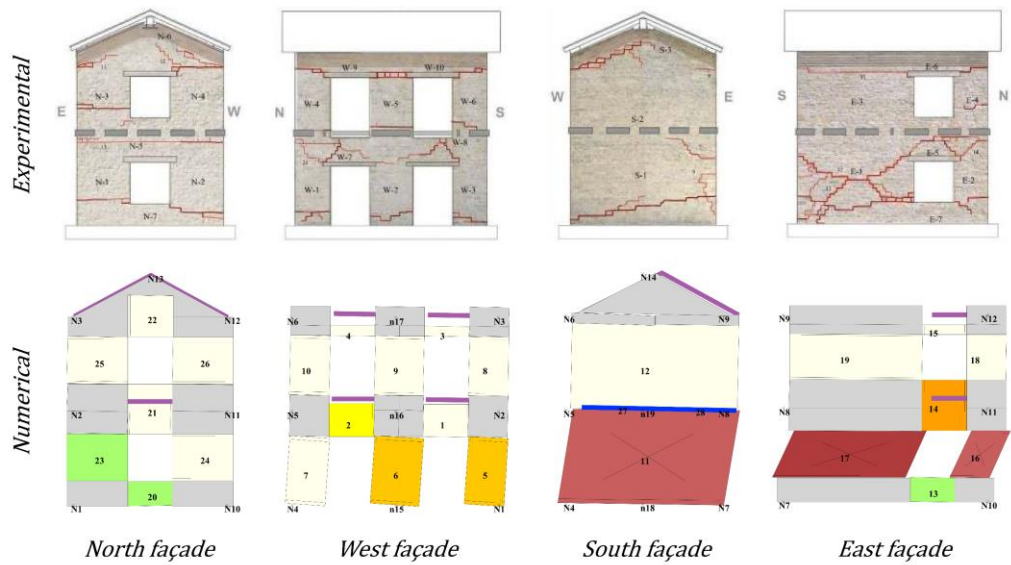 Experimental
E
W
N-6
N-3
N-4
N-5
N-1
N-2
N-7
N
S
W-9
W-10
W-4
W-5
W-6
W-7
W-8
W-1
W-2
W-3
W
E
S-3
S-2
S-1
S
N
E-6
E-3
E-4
E-5
E-1
E-2
E-7
Numerical
N13
N3
N12
22
25
26
N2
21
N11
23
24
20
N1
N10
N6
n17
N3
4
3
10
9
8
N5
n16
N2
2
1
7
6
5
N4
n15
N1
N14
N6
N9
12
N5
27
n19
28
N8
11
N4
n18
N7
N9
N12
15
19
18
N8
14
N11
17
16
13
N7
N10
North façade
West façade
South façade
East façade